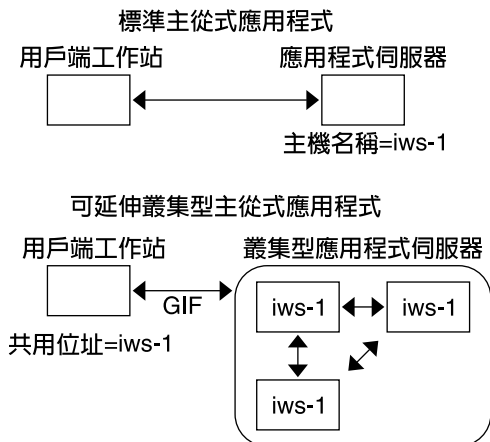 標準主從式應用程式
用戶端工作站
應用程式伺服器
主機名稱=iws-1
可延伸叢集型主從式應用程式
用戶端工作站
叢集型應用程式伺服器
GIF
共用位址=iws-1
iws-1
iws-1
iws-1